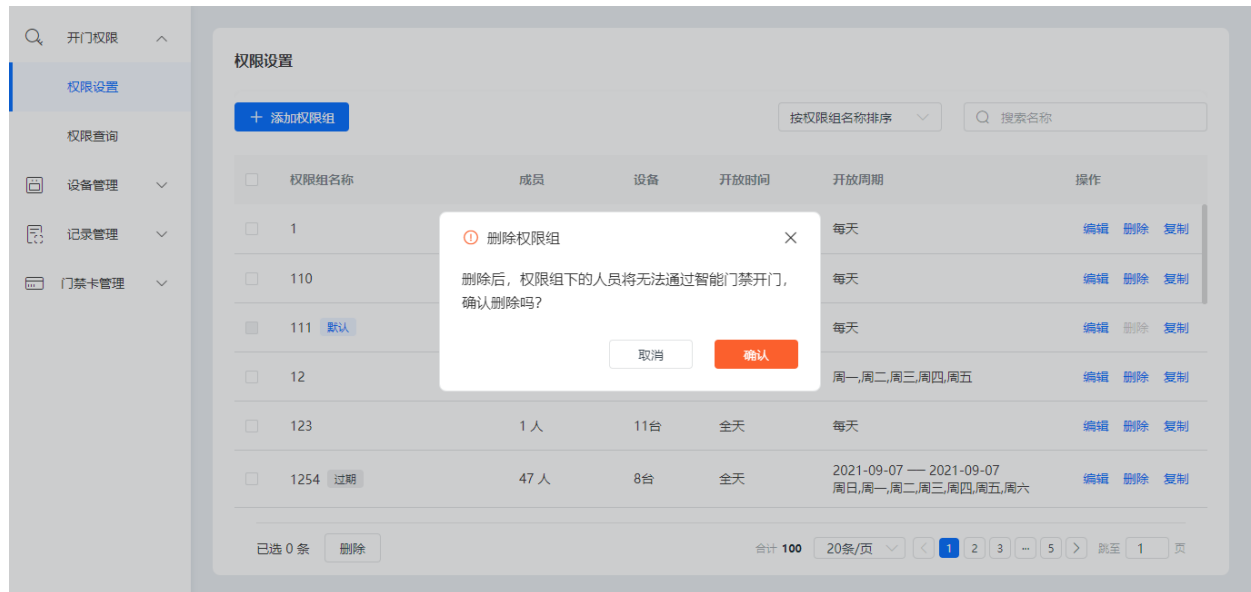 开门权限
权限设置
权限查询
设备管理
记录管理
门禁卡管理
权限设置
添加权限组
按权限组名称排序
搜索名称
权限组名称 成员 设备 开放时间 开放周期 操作
1 每天 编辑 删除 复制
110 每天 编辑 删除 复制
111 默认 每天 编辑 删除 复制
12 周一,周二,周三,周四,周五 编辑 删除 复制
123 1 人 11台 全天 每天 编辑 删除 复制
1254 过期 47 人 8台 全天 2021-09-07 — 2021-09-07 编辑 删除 复制
周日,周一,周二,周三,周四,周五,周六
删除权限组
删除后，权限组下的人员将无法通过智能门禁开门，
确认删除吗？
取消 确认
已选 0 条 删除 合计 100 20条/页 1 2 3 ... 5 跳至 1 页